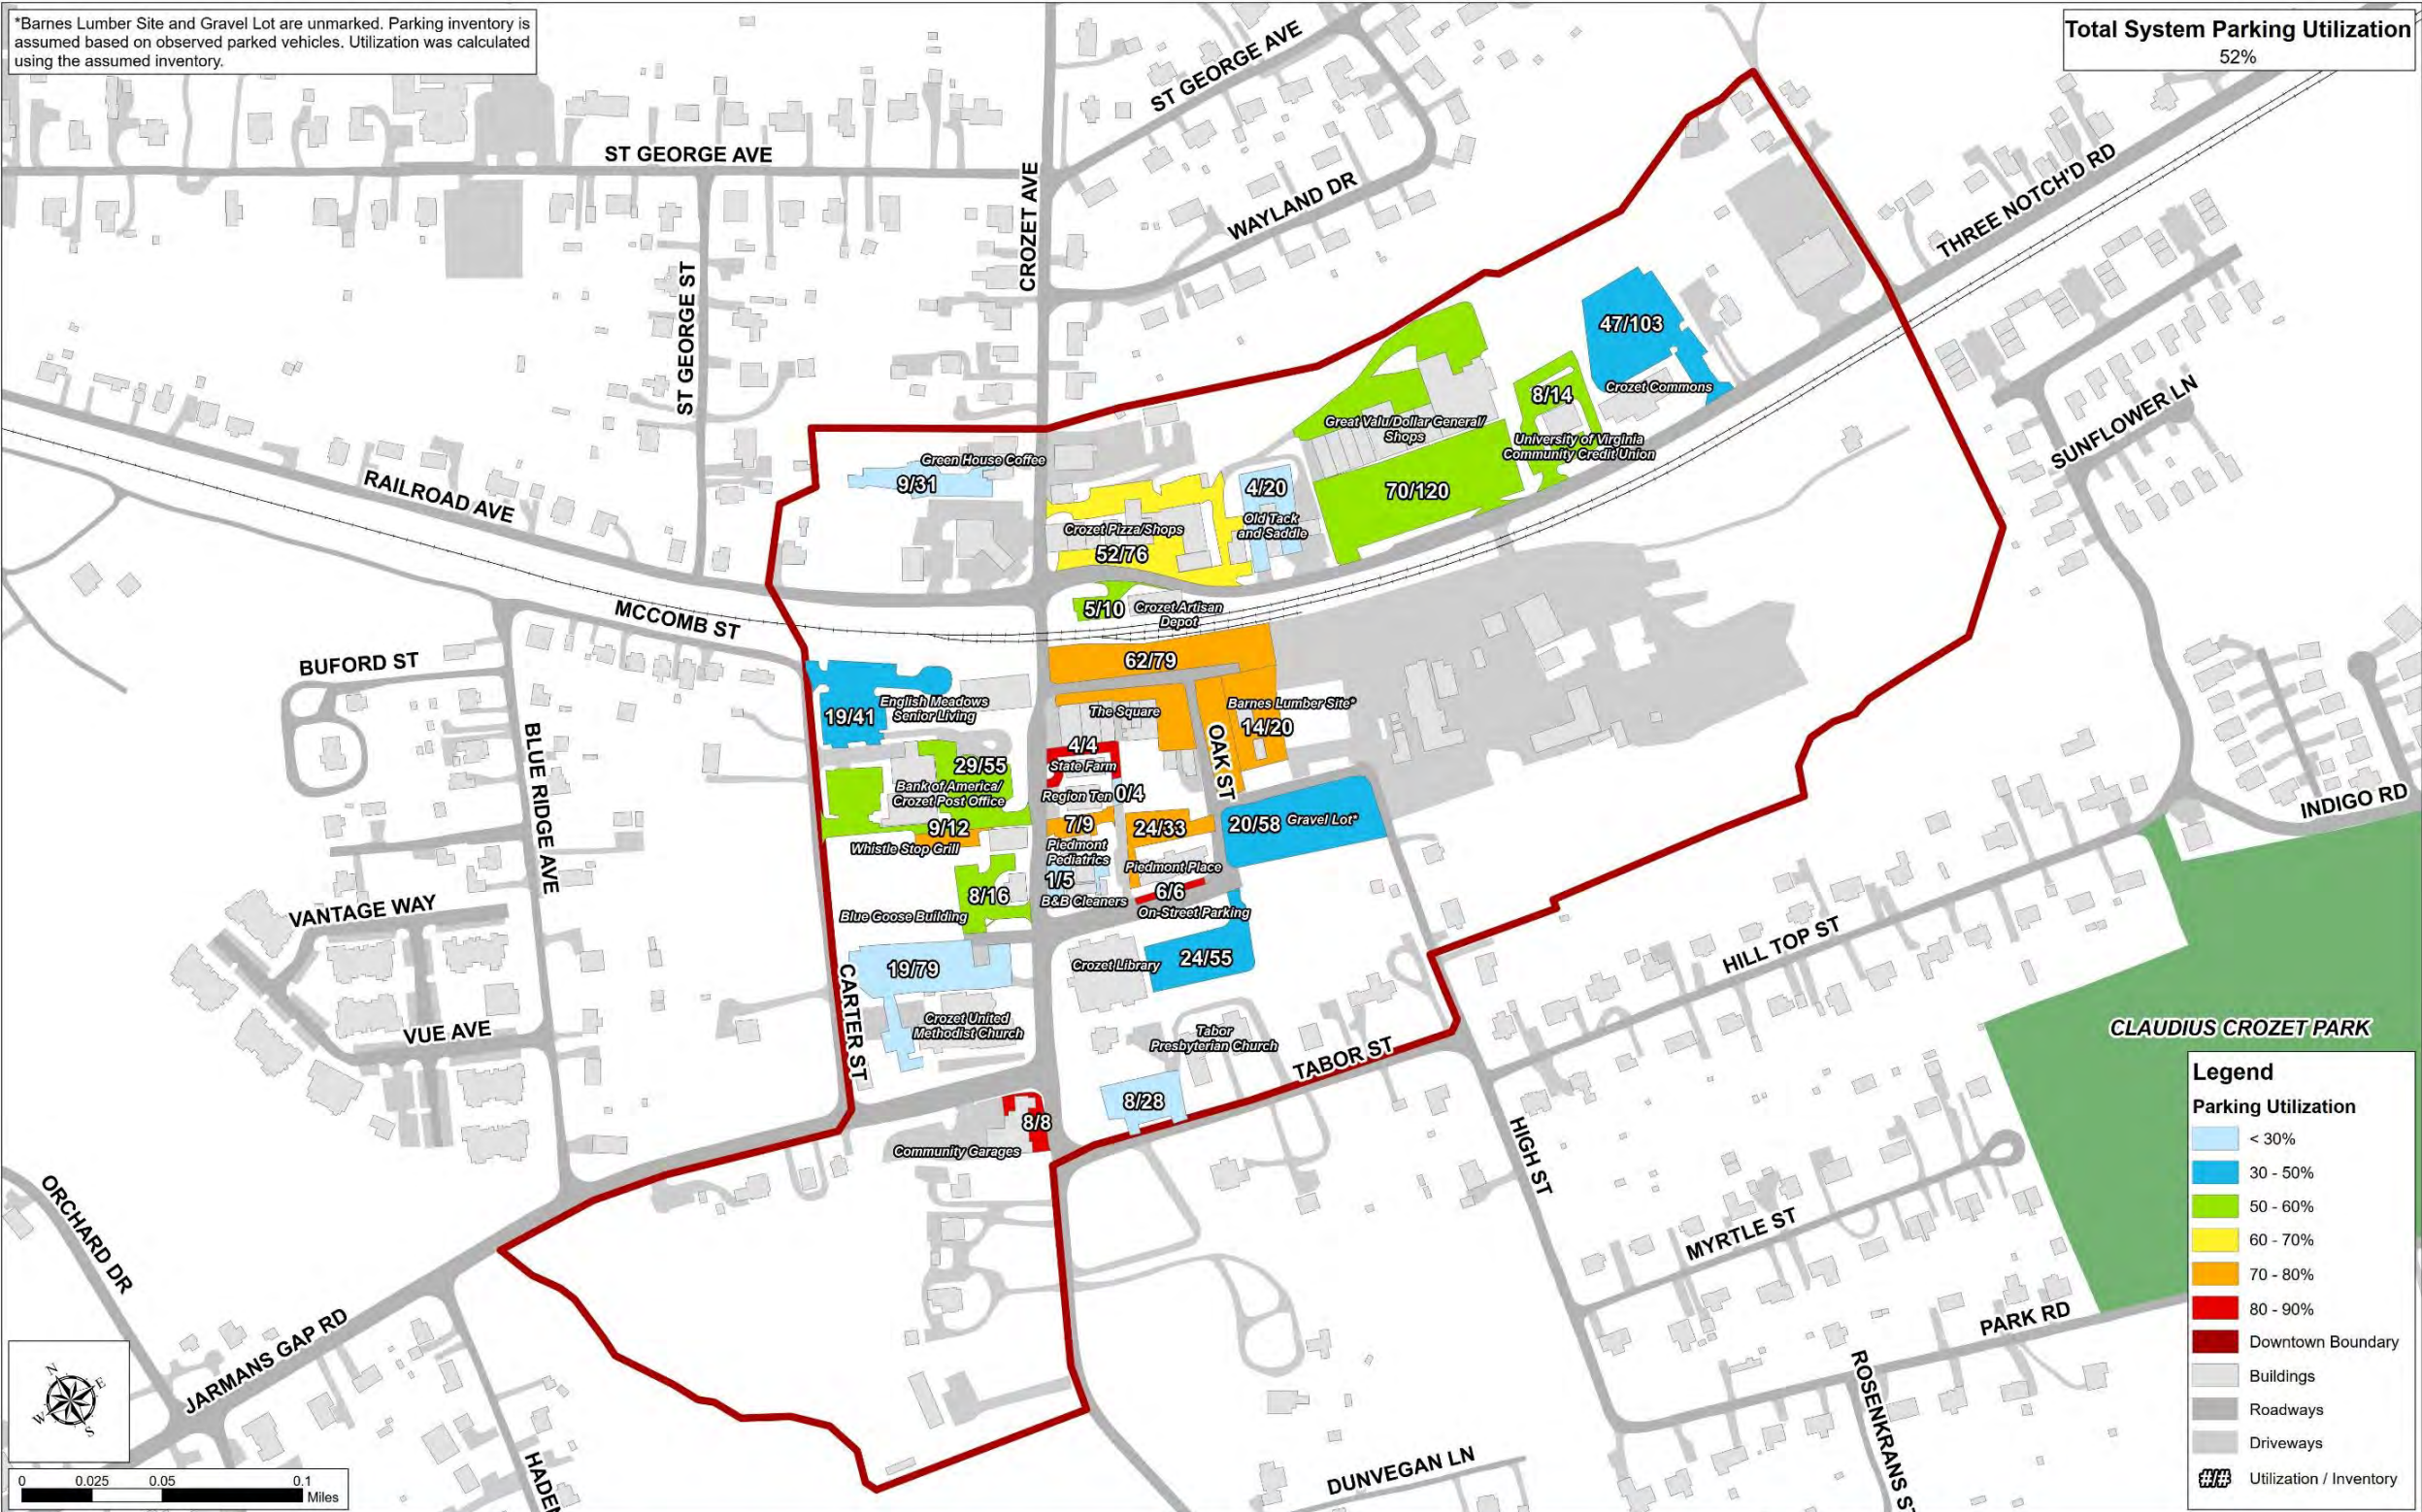 *Barnes Lumber Site and Gravel Lot are unmarked. Parking inventory is
assumed based on observed parked vehicles. Utilization was calculated
using the assumed inventory.
Total System Parking Utilization
52%
ST GEORGE AVE
ST GEORGE AVE
CROZET AVE
WAYLAND DR
THREE NOTCH'D RD
ST GEORGE ST
47/103
Crozet Commons
8/14
University of Virginia
Community Credit Union
Great Valu/Dollar General/
Shops
70/120
SUNFLOWER LN
Green House Coffee
9/31
4/20
Old Tack
and Saddle
Crozet Pizza/Shops
52/76
RAILROAD AVE
5/10
Crozet Artisan
Depot
MCCOMB ST
BUFORD ST
62/79
English Meadows
Senior Living
19/41
The Square
Barnes Lumber Site*
14/20
OAK ST
4/4
State Farm
29/55
Bank of America/
Crozet Post Office
Region Ten
0/4
BLUE RIDGE AVE
INDIGO RD
9/12
Whistle Stop Grill
7/9
Piedmont
Pediatrics
24/33
20/58
Gravel Lot*
Piedmont Place
1/5
B&B Cleaners
6/6
On-Street Parking
8/16
Blue Goose Building
VANTAGE WAY
HILL TOP ST
19/79
Crozet Library
24/55
CARTER ST
Crozet United
Methodist Church
VUE AVE
Tabor
Presbyterian Church
TABOR ST
CLAUDIUS CROZET PARK
8/28
8/8
Community Garages
HIGH ST
ORCHARD DR
MYRTLE ST
JARMANS GAP RD
PARK RD
ROSENKRANS ST
HADEN
DUNVEGAN LN
Legend
Parking Utilization
< 30%
30 - 50%
50 - 60%
60 - 70%
70 - 80%
80 - 90%
Downtown Boundary
Buildings
Roadways
Driveways
#/# Utilization / Inventory
N
E
W
S
0 0.025 0.05 0.1
Miles